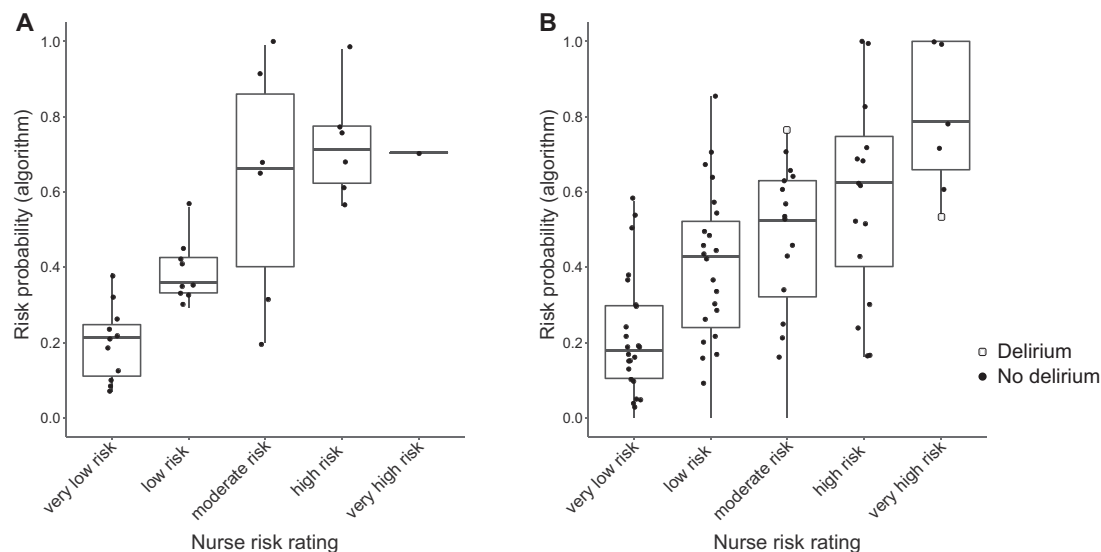 A
Risk probability (algorithm)
1.0
0.8
0.6
0.4
0.2
0.0
very low risk
low risk
moderate risk
high risk
very high risk
Nurse risk rating
B
Risk probability (algorithm)
1.0
0.8
0.6
0.4
0.2
0.0
very low risk
low risk
moderate risk
high risk
very high risk
Nurse risk rating
Delirium
No delirium